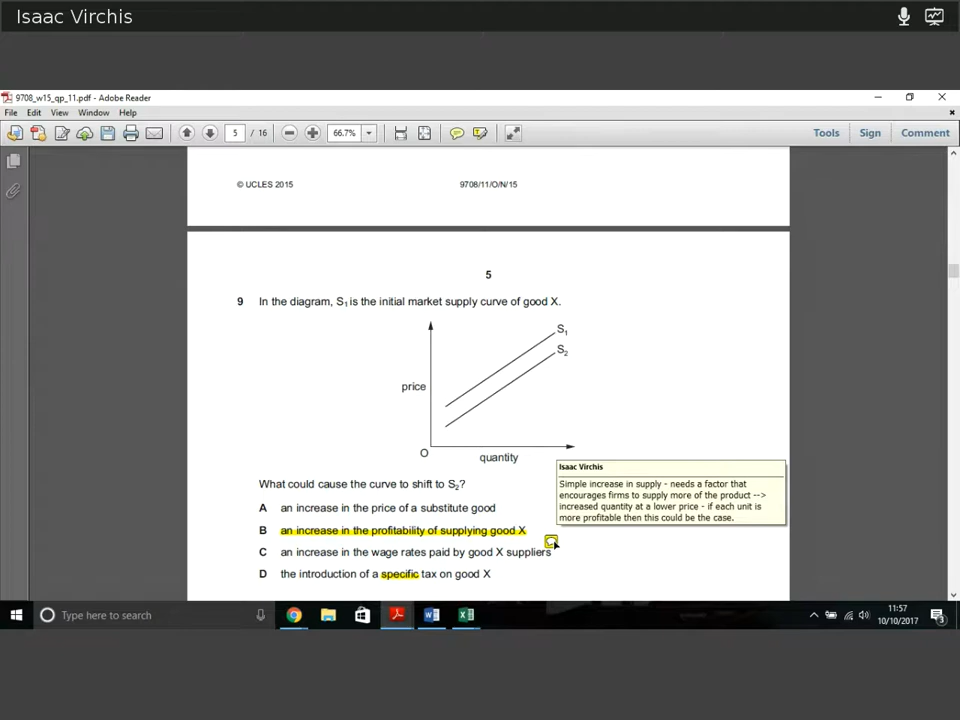 Isaac Virchis
9708_w15_qp_11.pdf - Adobe Reader
File Edit View Window Help
5 / 16 66.7% Tools Sign Comment
© UCLES 2015 9708/11/O/N/15
5
9 In the diagram, S1 is the initial market supply curve of good X.
S1
S2
price
O
quantity
What could cause the curve to shift to S2?
A an increase in the price of a substitute good
B an increase in the profitability of supplying good X
C an increase in the wage rates paid by good X suppliers
D the introduction of a specific tax on good X
Isaac Virchis
Simple increase in supply - needs a factor that
encourages firms to supply more of the product -->
increased quantity at a lower price - if each unit is
more profitable then this could be the case.
Type here to search
11:57
10/10/2017
3